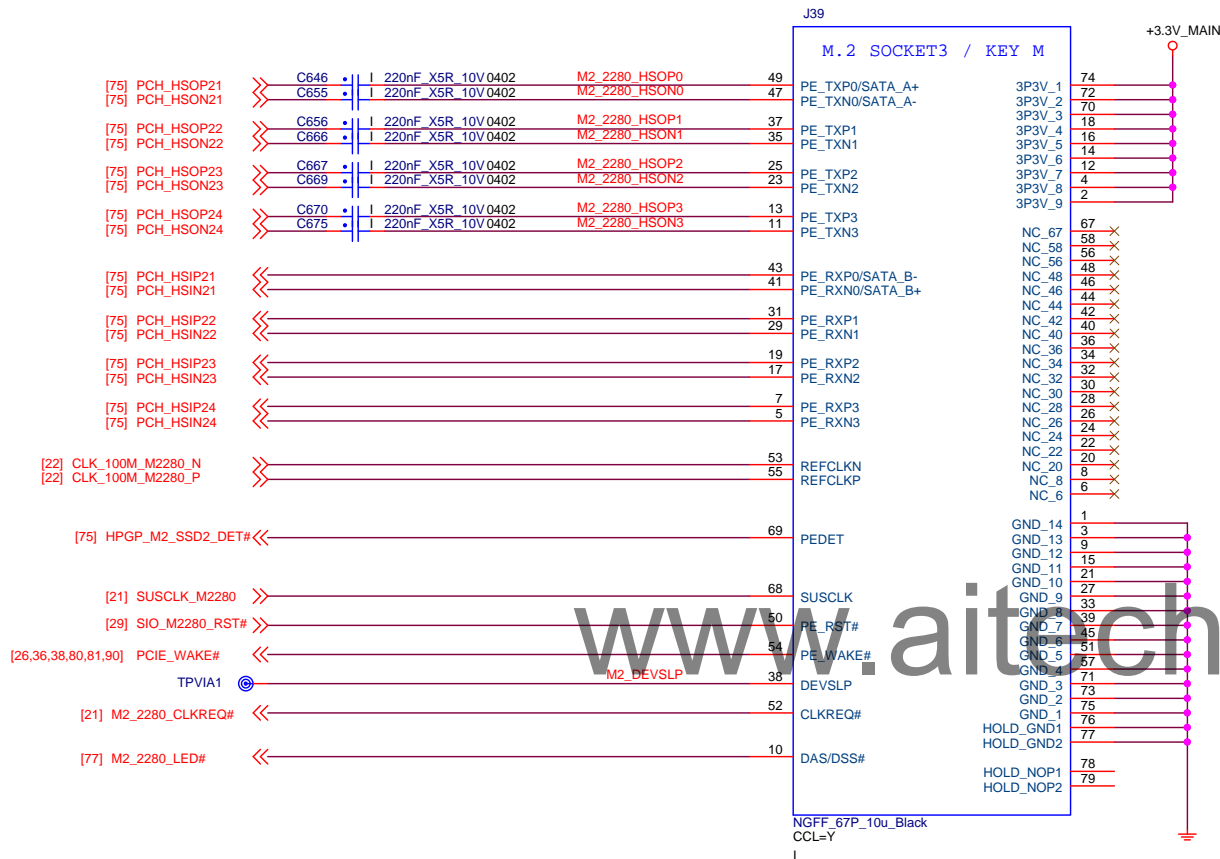 J39
+3.3V_MAIN
M.2 SOCKET3 / KEY M
[75] PCH_HSOP21 C646 I 220nF_X5R_10V 0402 M2_2280_HSOP0 49 PE_TXP0/SATA_A+
[75] PCH_HSON21 C655 I 220nF_X5R_10V 0402 M2_2280_HSON0 47 PE_TXN0/SATA_A-
[75] PCH_HSOP22 C656 I 220nF_X5R_10V 0402 M2_2280_HSOP1 37 PE_TXP1
[75] PCH_HSON22 C666 I 220nF_X5R_10V 0402 M2_2280_HSON1 35 PE_TXN1
[75] PCH_HSOP23 C667 I 220nF_X5R_10V 0402 M2_2280_HSOP2 25 PE_TXP2
[75] PCH_HSON23 C669 I 220nF_X5R_10V 0402 M2_2280_HSON2 23 PE_TXN2
[75] PCH_HSOP24 C670 I 220nF_X5R_10V 0402 M2_2280_HSOP3 13 PE_TXP3
[75] PCH_HSON24 C675 I 220nF_X5R_10V 0402 M2_2280_HSON3 11 PE_TXN3
[75] PCH_HSIP21 43 PE_RXP0/SATA_B-
[75] PCH_HSIN21 41 PE_RXN0/SATA_B+
[75] PCH_HSIP22 31 PE_RXP1
[75] PCH_HSIN22 29 PE_RXN1
[75] PCH_HSIP23 19 PE_RXP2
[75] PCH_HSIN23 17 PE_RXN2
[75] PCH_HSIP24 7 PE_RXP3
[75] PCH_HSIN24 5 PE_RXN3
[22] CLK_100M_M2280_N 53 REFCLKN
[22] CLK_100M_M2280_P 55 REFCLKP
[75] HPGP_M2_SSD2_DET# 69 PEDET
[21] SUSCLK_M2280 68 SUSCLK
[29] SIO_M2280_RST# 50 PE_RST#
[26,36,38,80,81,90] PCIE_WAKE# 54 PE_WAKE#
TPVIA1 M2_DEVSLP 38 DEVSLP
[21] M2_2280_CLKREQ# 52 CLKREQ#
[77] M2_2280_LED# 10 DAS/DSS#
3P3V_1 74
3P3V_2 72
3P3V_3 70
3P3V_4 18
3P3V_5 16
3P3V_6 14
3P3V_7 12
3P3V_8 4
3P3V_9 2
NC_67 67
NC_58 58
NC_56 56
NC_48 48
NC_46 46
NC_44 44
NC_42 42
NC_40 40
NC_36 36
NC_34 34
NC_32 32
NC_30 30
NC_28 28
NC_26 26
NC_24 24
NC_22 22
NC_20 20
NC_8 8
NC_6 6
GND_14 1
GND_13 3
GND_12 9
GND_11 15
GND_10 21
GND_9 27
GND_8 33
GND_7 39
GND_6 45
GND_5 51
GND_4 57
GND_3 71
GND_2 73
GND_1 75
HOLD_GND1 76
HOLD_GND2 77
HOLD_NOP1 78
HOLD_NOP2 79
www.aitech
NGFF_67P_10u_Black
CCL=Y
I